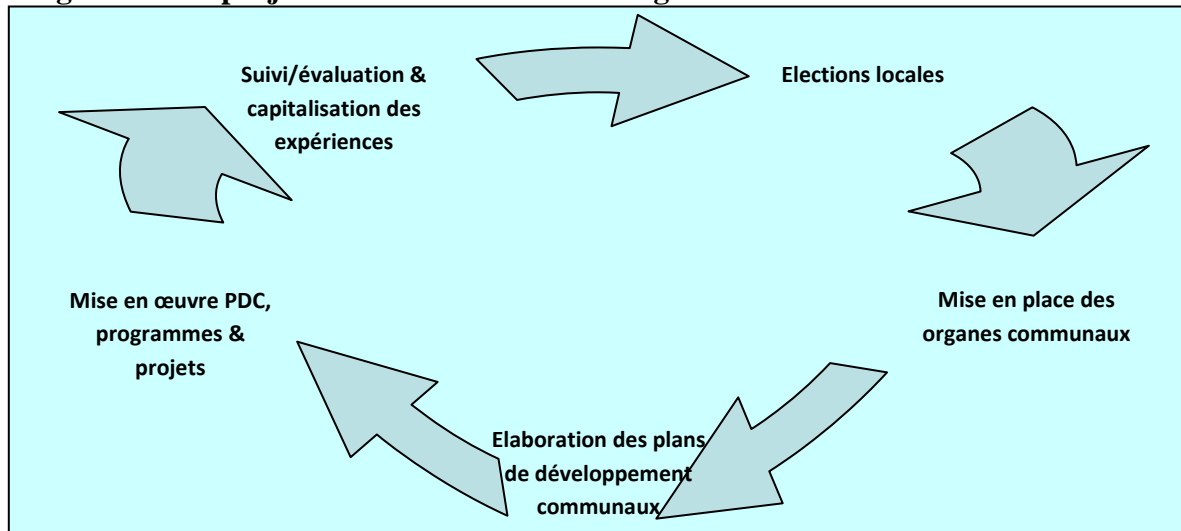 Suivi/évaluation &
capitalisation des
expériences
Elections locales
Mise en place des
organes communaux
Elaboration des plans
de développement
communaux
Mise en œuvre PDC,
programmes &
projets